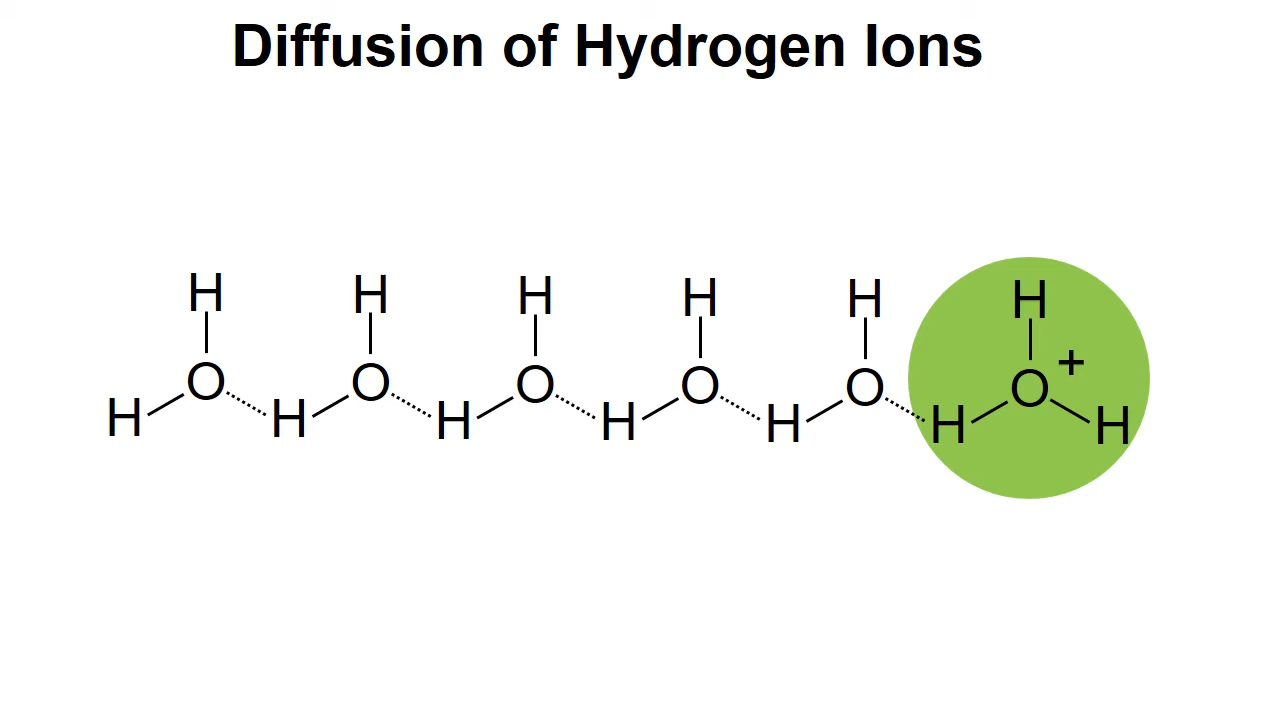 Diffusion of Hydrogen Ions
H H H H H H
O O O O O O +
H H H H H H H